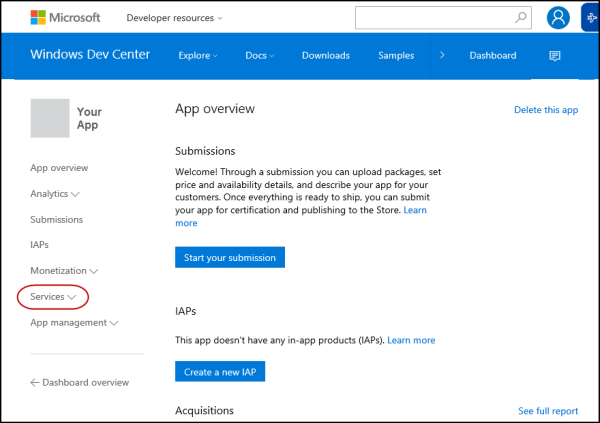 Microsoft
Developer resources
Windows Dev Center
Explore
Docs
Downloads
Samples
Dashboard
Your
App
App overview
Analytics
Submissions
IAPs
Monetization
Services
App management
Dashboard overview
App overview
Delete this app
Submissions
Welcome! Through a submission you can upload packages, set
price and availability details, and describe your app for your
customers. Once everything is ready to ship, you can submit
your app for certification and publishing to the Store. Learn
more
Start your submission
IAPs
This app doesn't have any in-app products (IAPs). Learn more
Create a new IAP
Acquisitions
See full report